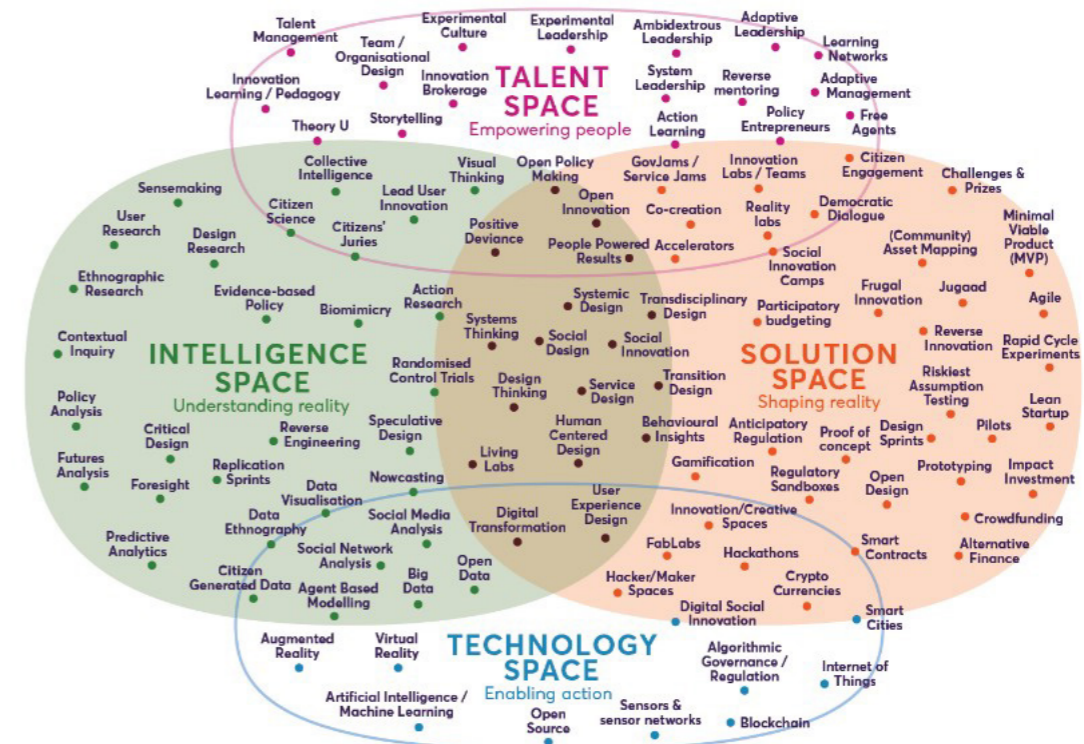 Talent
Management
Experimental
Culture
Experimental
Leadership
Ambidextrous
Leadership
Adaptive
Leadership
Learning
Networks
Team /
Organisational
Design
Innovation
Learning / Pedagogy
Innovation
Brokerage
TALENT
SPACE
Empowering people
System
Leadership
Reverse
mentoring
Adaptive
Management
Theory U
Storytelling
Action
Learning
Policy
Entrepreneurs
Free
Agents
Sensemaking
Collective
Intelligence
Visual
Thinking
Open Policy
Making
GovJams /
Service Jams
Innovation
Labs / Teams
Citizen
Engagement
Challenges &
Prizes
User
Research
Design
Research
Citizen
Science
Lead User
Innovation
Citizens'
Juries
Positive
Deviance
Open
Innovation
People Powered
Results
Co-creation
Accelerators
Reality
labs
Democratic
Dialogue
Social
Innovation
Camps
(Community)
Asset Mapping
Minimal
Viable
Product
(MVP)
Ethnographic
Research
Evidence-based
Policy
Biomimicry
Action
Research
Systems
Thinking
Systemic
Design
Transdisciplinary
Design
Participatory
budgeting
Frugal
Innovation
Jugaad
Agile
Contextual
Inquiry
INTELLIGENCE
SPACE
Understanding reality
Randomised
Control Trials
Social
Design
Social
Innovation
SOLUTION
SPACE
Shaping reality
Reverse
Innovation
Rapid Cycle
Experiments
Design
Thinking
Service
Design
Transition
Design
Riskiest
Assumption
Testing
Lean
Startup
Policy
Analysis
Critical
Design
Reverse
Engineering
Speculative
Design
Human
Centered
Design
Behavioural
Insights
Anticipatory
Regulation
Proof of
concept
Design
Sprints
Pilots
Futures
Analysis
Foresight
Replication
Sprints
Nowcasting
Living
Labs
Gamification
Regulatory
Sandboxes
Open
Design
Prototyping
Impact
Investment
Data
Visualisation
Data
Ethnography
Social Media
Analysis
Digital
Transformation
User
Experience
Design
Innovation/Creative
Spaces
Crowdfunding
Predictive
Analytics
Social Network
Analysis
FabLabs
Hackathons
Smart
Contracts
Alternative
Finance
Citizen
Generated Data
Agent Based
Modelling
Big
Data
Open
Data
Hacker/Maker
Spaces
Crypto
Currencies
Digital Social
Innovation
Smart
Cities
Augmented
Reality
Virtual
Reality
TECHNOLOGY
SPACE
Enabling action
Algorithmic
Governance /
Regulation
Internet of
Things
Artificial Intelligence /
Machine Learning
Open
Source
Sensors &
sensor networks
Blockchain